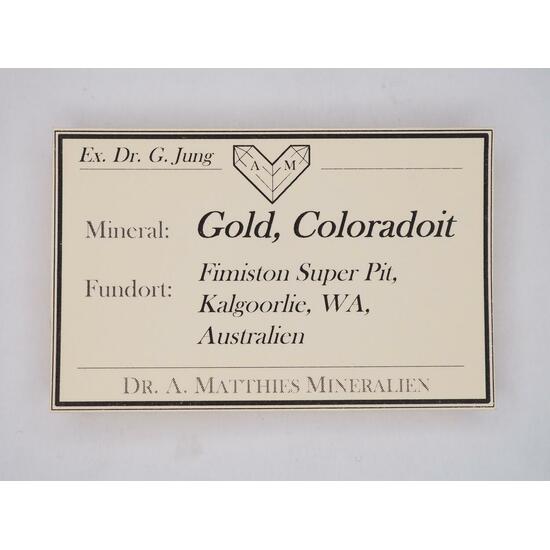 Ex. Dr. G. Jung
A M
Mineral: Gold, Coloradoit
Fundort: Fimiston Super Pit,
Kalgoorlie, WA,
Australien
DR. A. MATTHIES MINERALIEN